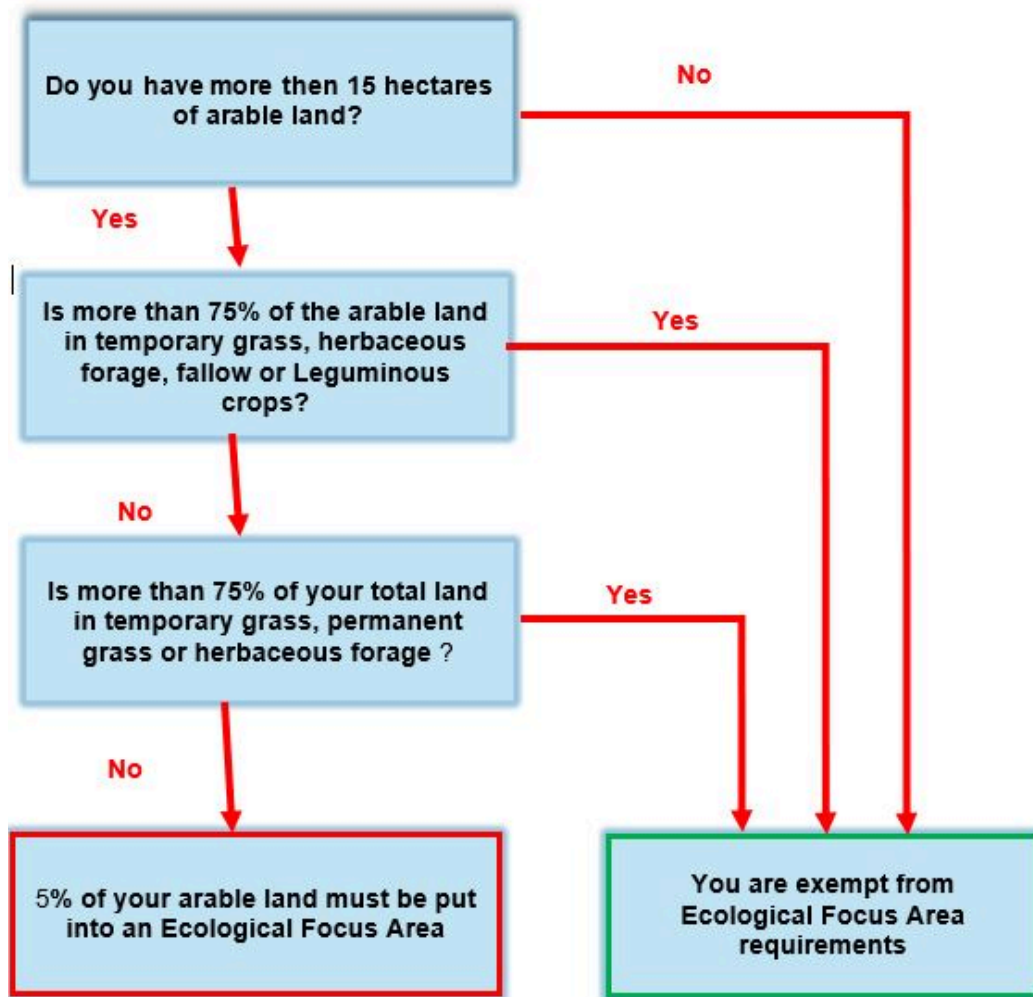 Do you have more then 15 hectares
of arable land?
No
Yes
Is more than 75% of the arable land
in temporary grass, herbaceous
forage, fallow or Leguminous
crops?
Yes
No
Is more than 75% of your total land
in temporary grass, permanent
grass or herbaceous forage ?
Yes
No
5% of your arable land must be put
into an Ecological Focus Area
You are exempt from
Ecological Focus Area
requirements